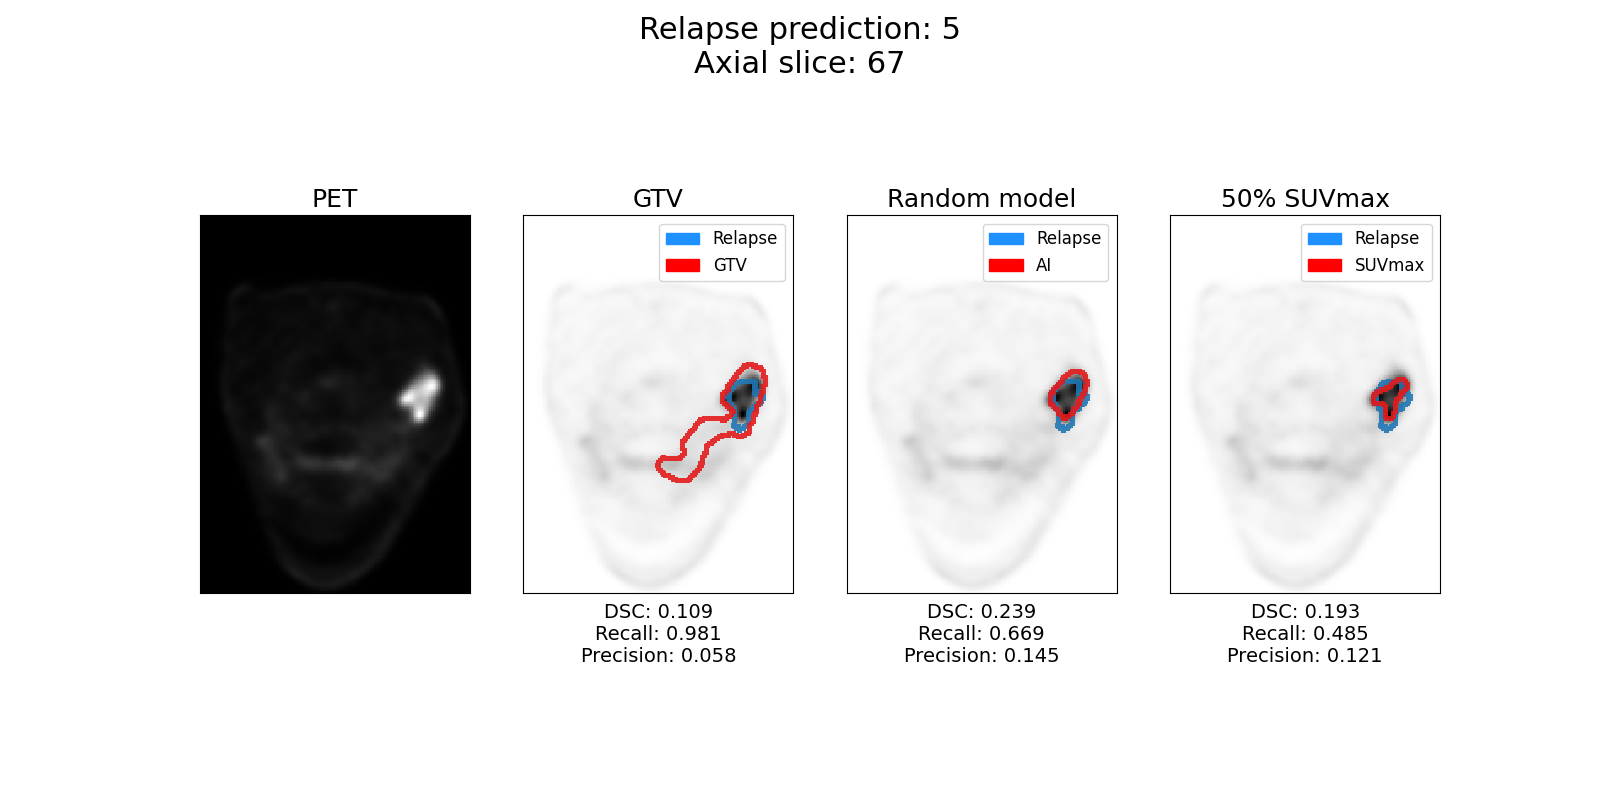 Relapse prediction: 5
Axial slice: 67
PET
GTV
Relapse
GTV
DSC: 0.109
Recall: 0.981
Precision: 0.058
Random model
Relapse
AI
DSC: 0.239
Recall: 0.669
Precision: 0.145
50% SUVmax
Relapse
SUVmax
DSC: 0.193
Recall: 0.485
Precision: 0.121